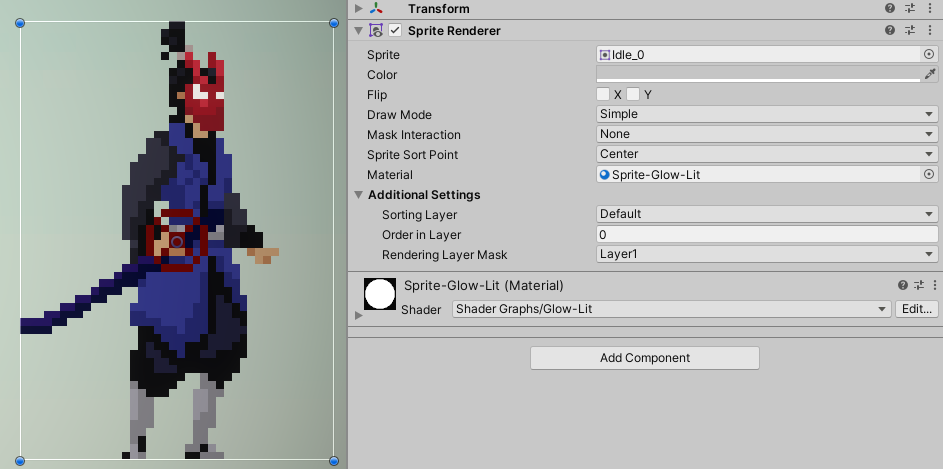 Transform
Sprite Renderer
Sprite Idle_0
Color
Flip X Y
Draw Mode Simple
Mask Interaction None
Sprite Sort Point Center
Material Sprite-Glow-Lit
Additional Settings
Sorting Layer Default
Order in Layer 0
Rendering Layer Mask Layer1
Sprite-Glow-Lit (Material)
Shader Shader Graphs/Glow-Lit Edit...
Add Component